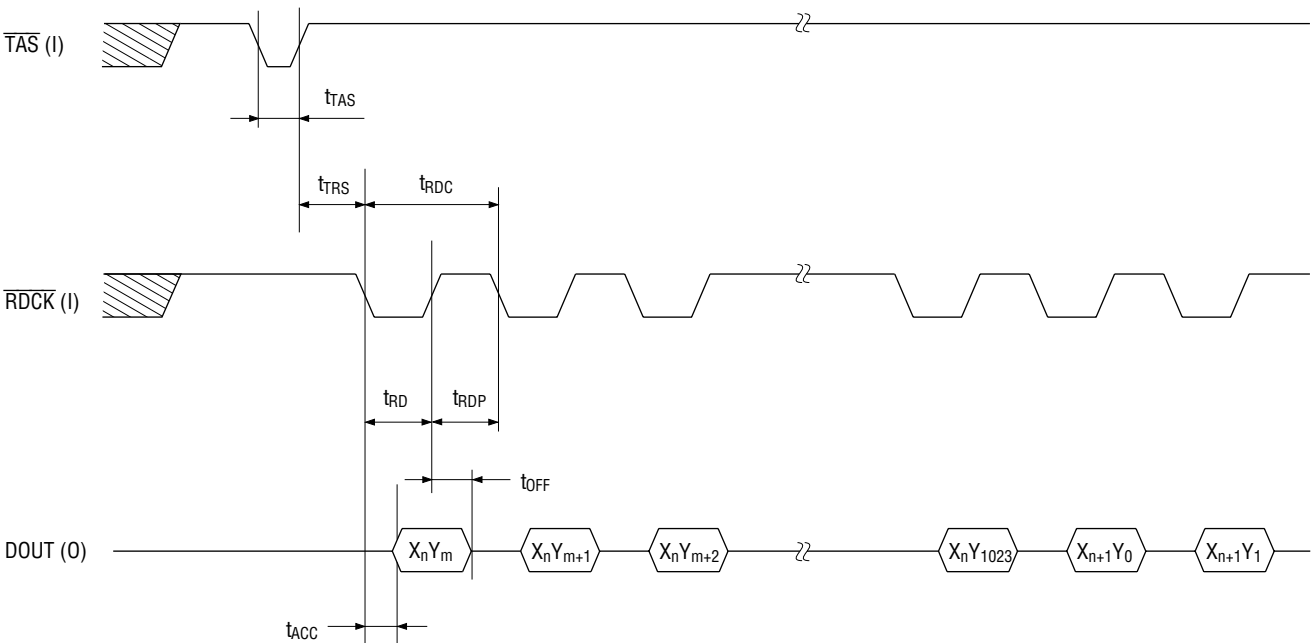 TAS (I)
tTAS
tTRS
tRDC
RDCK (I)
tRD
tRDP
tOFF
DOUT (O)
XnYm
XnYm+1
XnYm+2
XnY1023
Xn+1Y0
Xn+1Y1
tACC